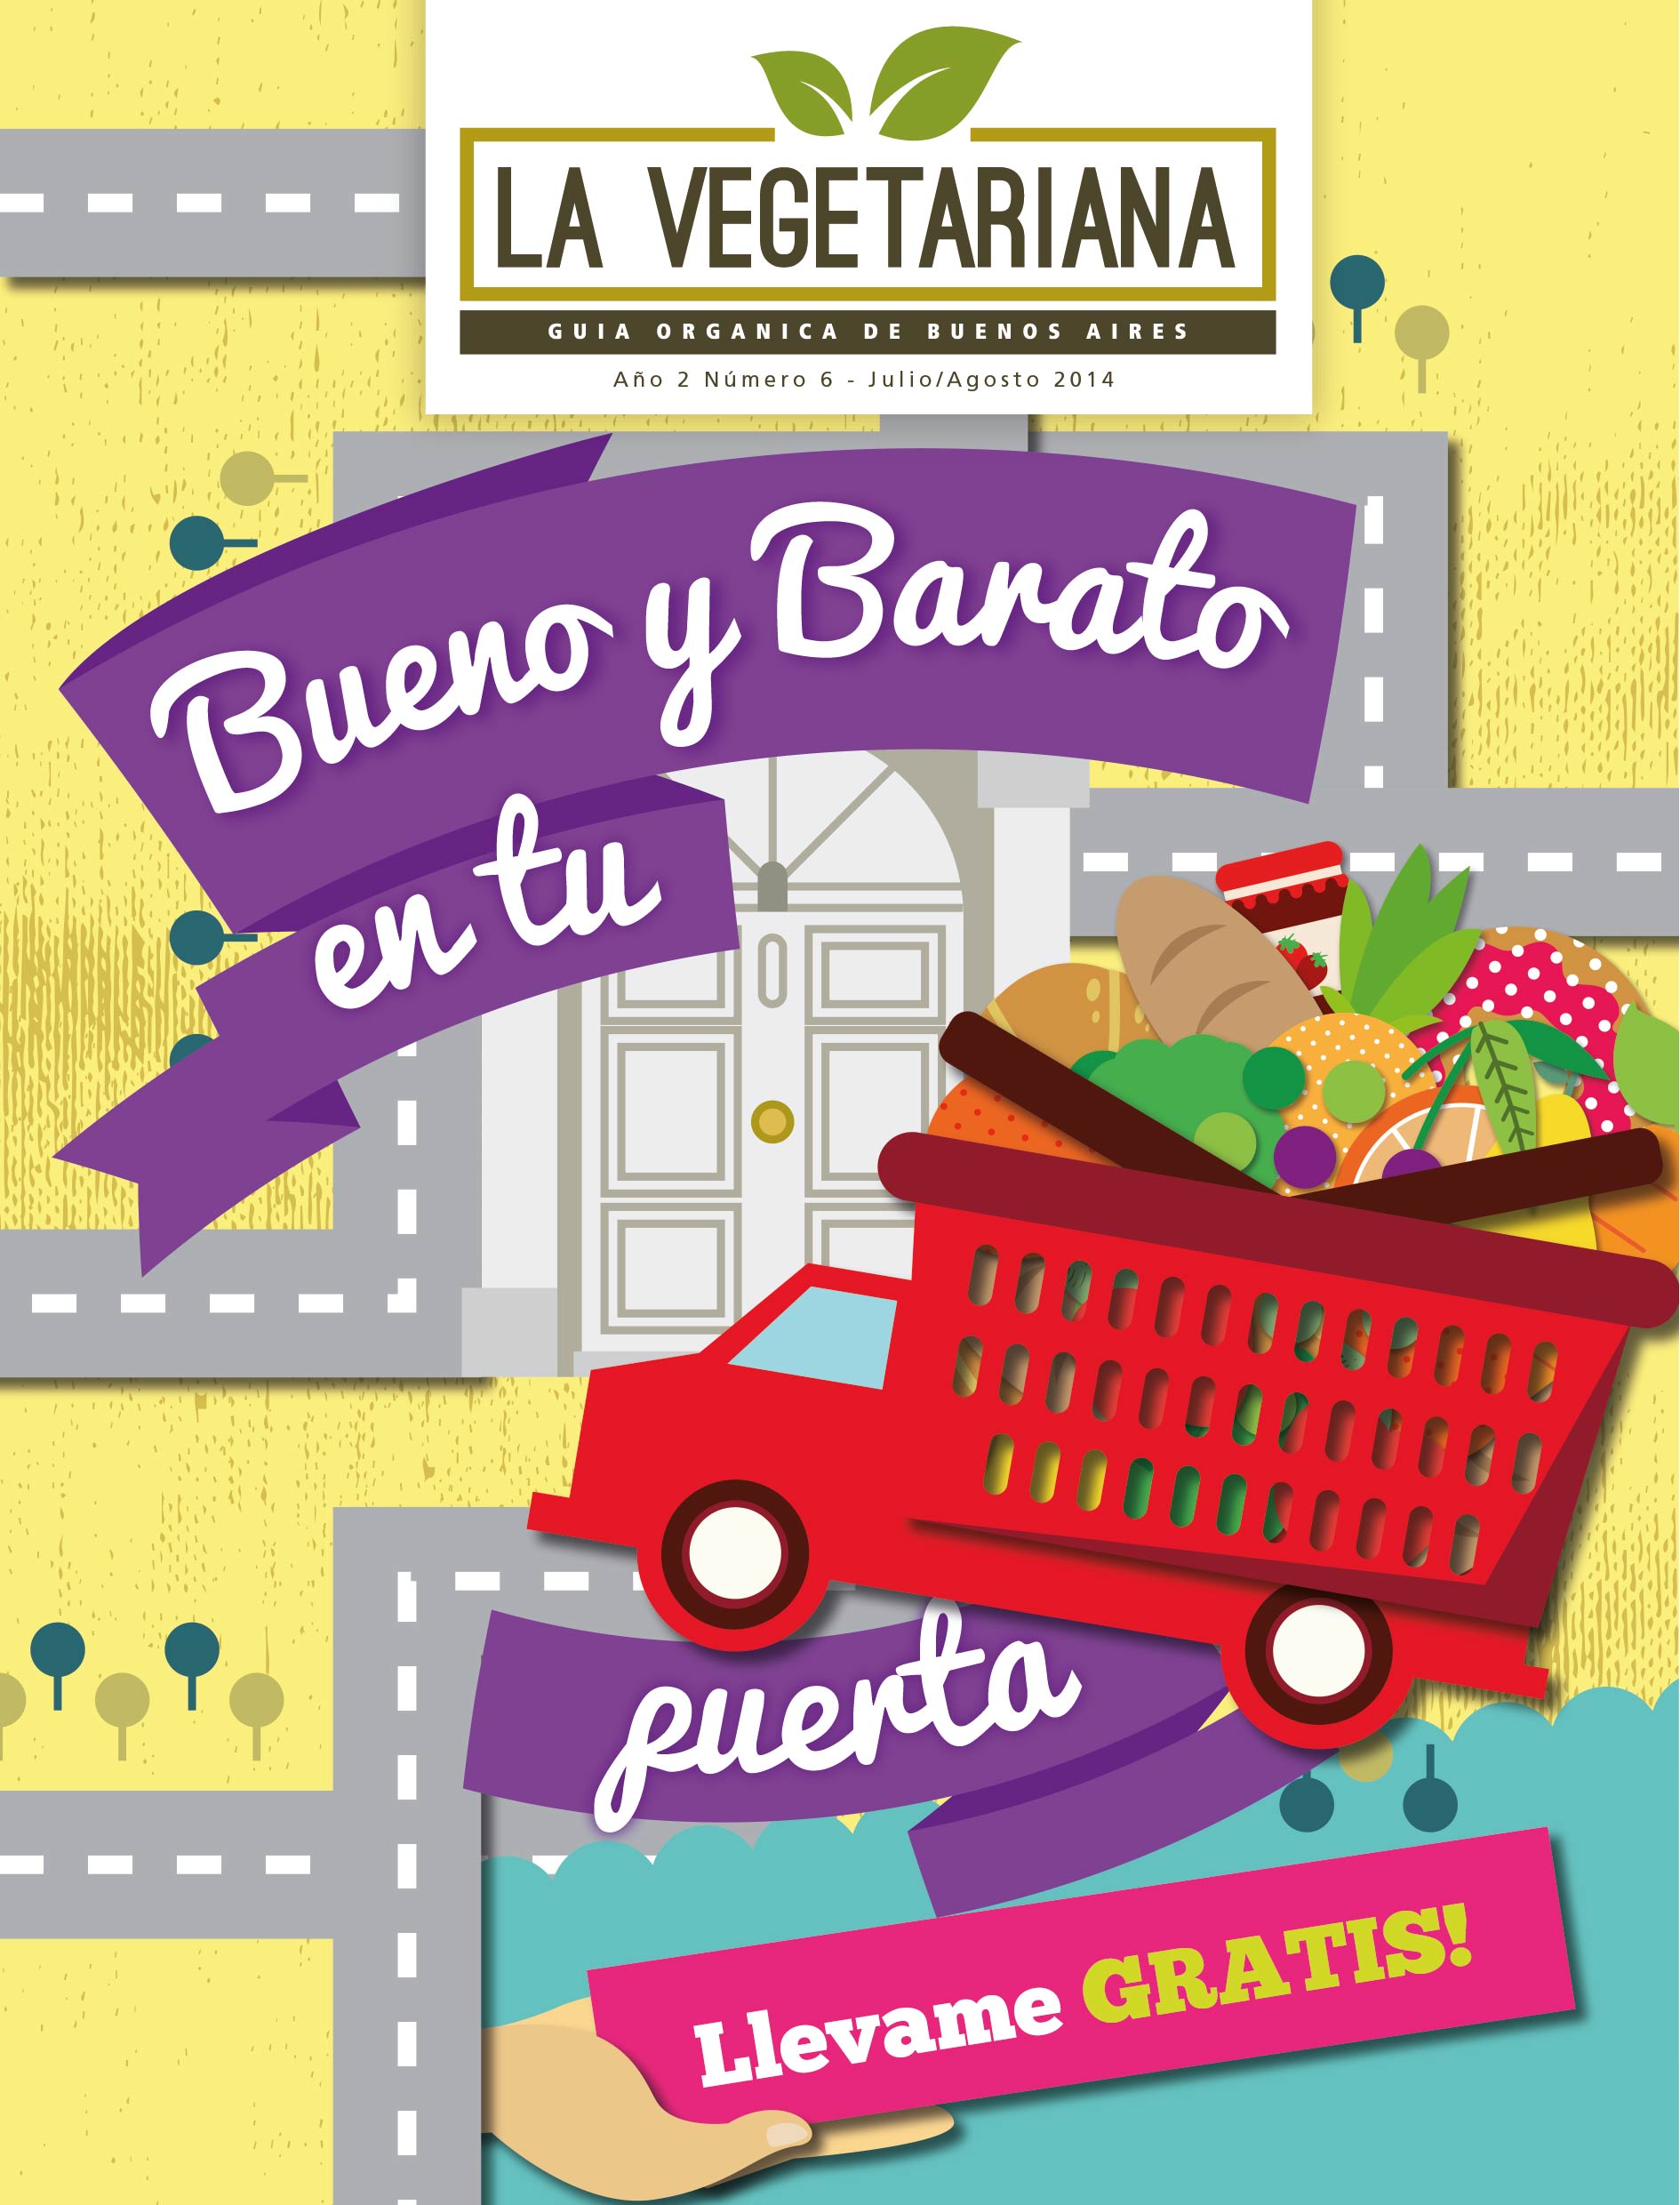 LA VEGETARIANA
GUIA ORGANICA DE BUENOS AIRES
Año 2 Número 6 - Julio/Agosto 2014
Bueno y Barato
en tu
puerta
Llevame GRATIS!